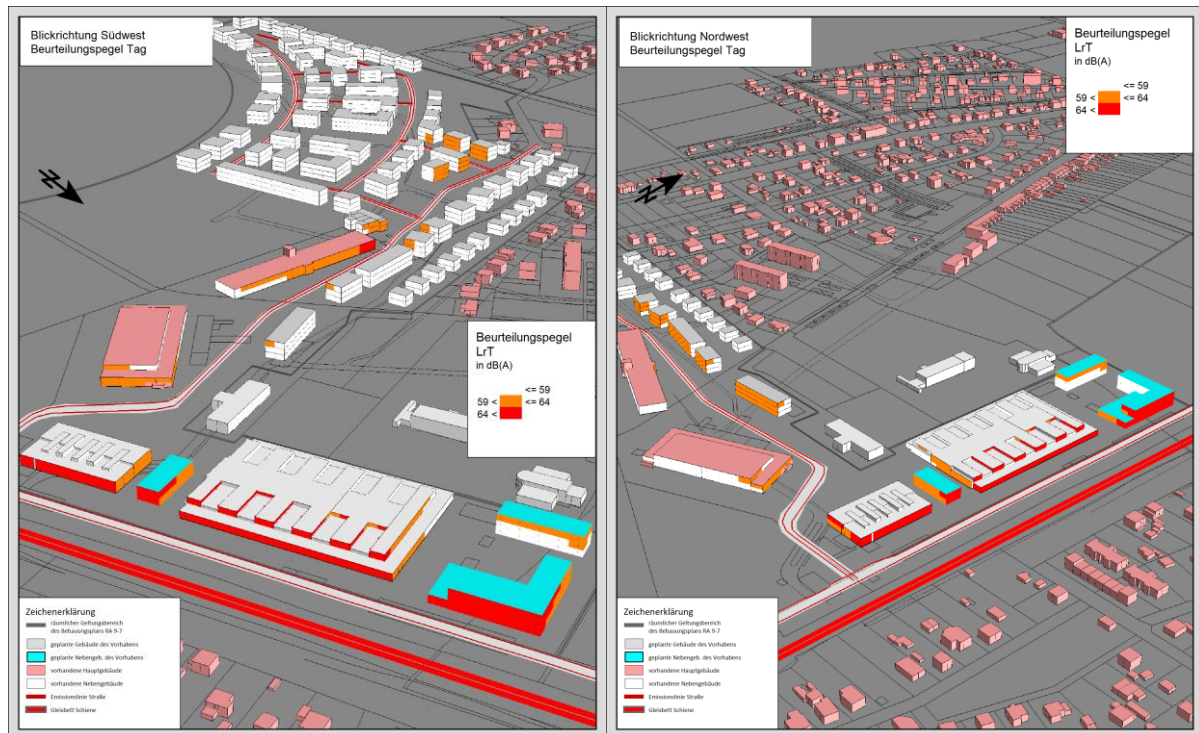 Blickrichtung Südwest
Beurteilungspegel Tag
N
Beurteilungspegel
LrT
in dB(A)
<= 59
59 < <= 64
64 <
Zeichenerklärung
räumlicher Geltungsbereich
des Bebauungsplans RA 9-7
geplante Gebäude des Vorhabens
geplante Nebengeb. des Vorhabens
vorhandene Hauptgebäude
vorhandene Nebengebäude
Emissionslinie Straße
Gleisbett Schiene
Blickrichtung Nordwest
Beurteilungspegel Tag
N
Beurteilungspegel
LrT
in dB(A)
<= 59
59 < <= 64
64 <
Zeichenerklärung
räumlicher Geltungsbereich
des Bebauungsplans RA 9-7
geplante Gebäude des Vorhabens
geplante Nebengeb. des Vorhabens
vorhandene Hauptgebäude
vorhandene Nebengebäude
Emissionslinie Straße
Gleisbett Schiene